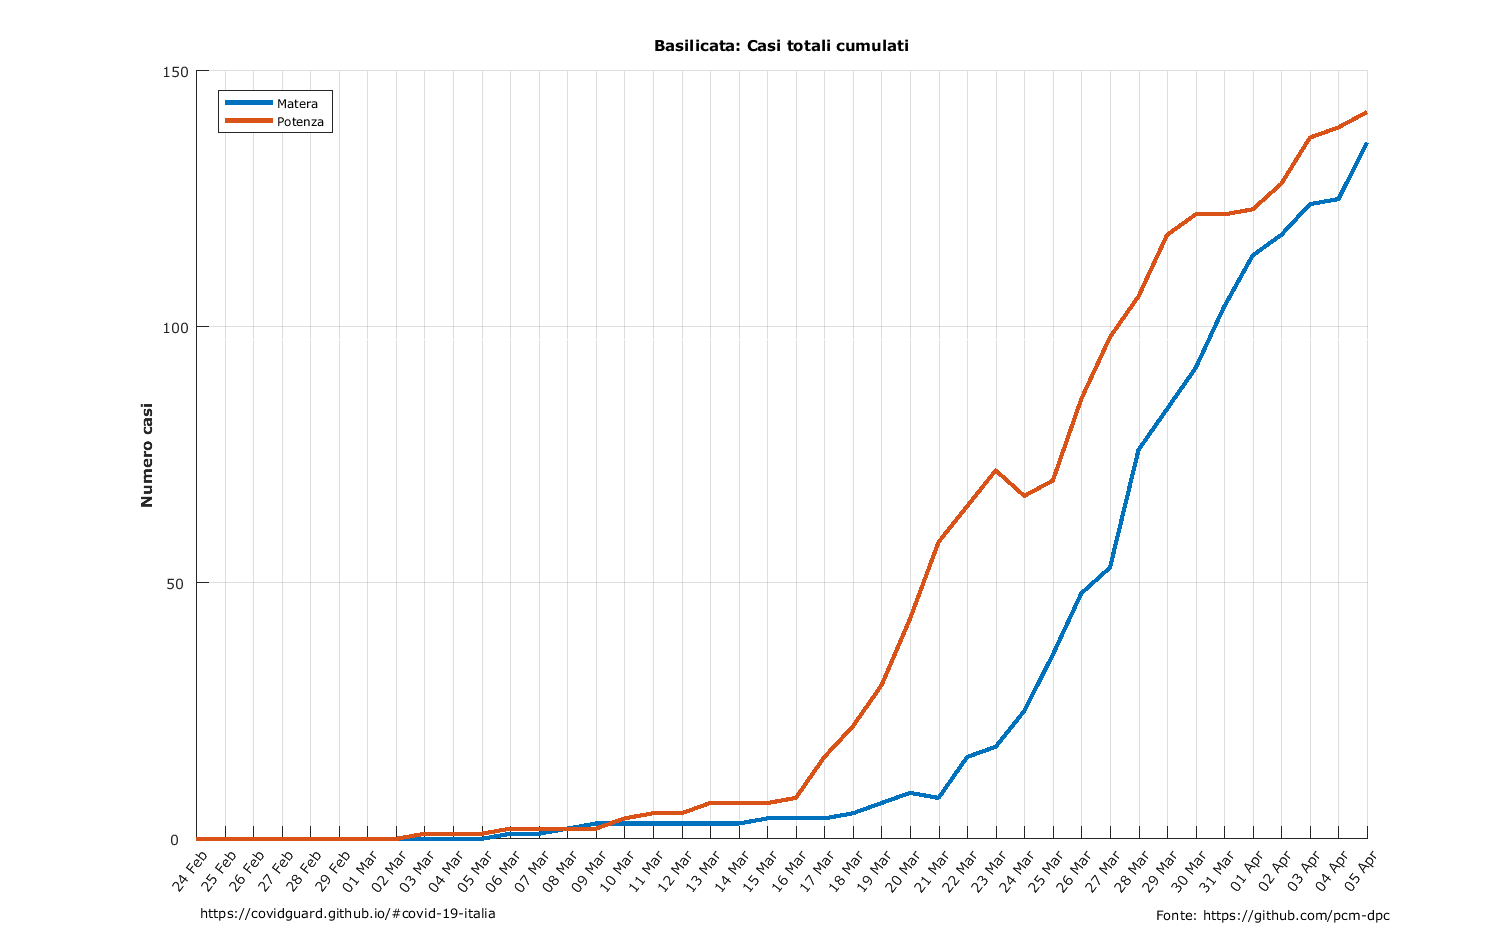 Basilicata: Casi totali cumulati
150
100
50
0
Numero casi
Matera
Potenza
24 Feb
25 Feb
26 Feb
27 Feb
28 Feb
29 Feb
01 Mar
02 Mar
03 Mar
04 Mar
05 Mar
06 Mar
07 Mar
08 Mar
09 Mar
10 Mar
11 Mar
12 Mar
13 Mar
14 Mar
15 Mar
16 Mar
17 Mar
18 Mar
19 Mar
20 Mar
21 Mar
22 Mar
23 Mar
24 Mar
25 Mar
26 Mar
27 Mar
28 Mar
29 Mar
30 Mar
31 Mar
01 Apr
02 Apr
03 Apr
04 Apr
05 Apr
https://covidguard.github.io/#covid-19-italia
Fonte: https://github.com/pcm-dpc